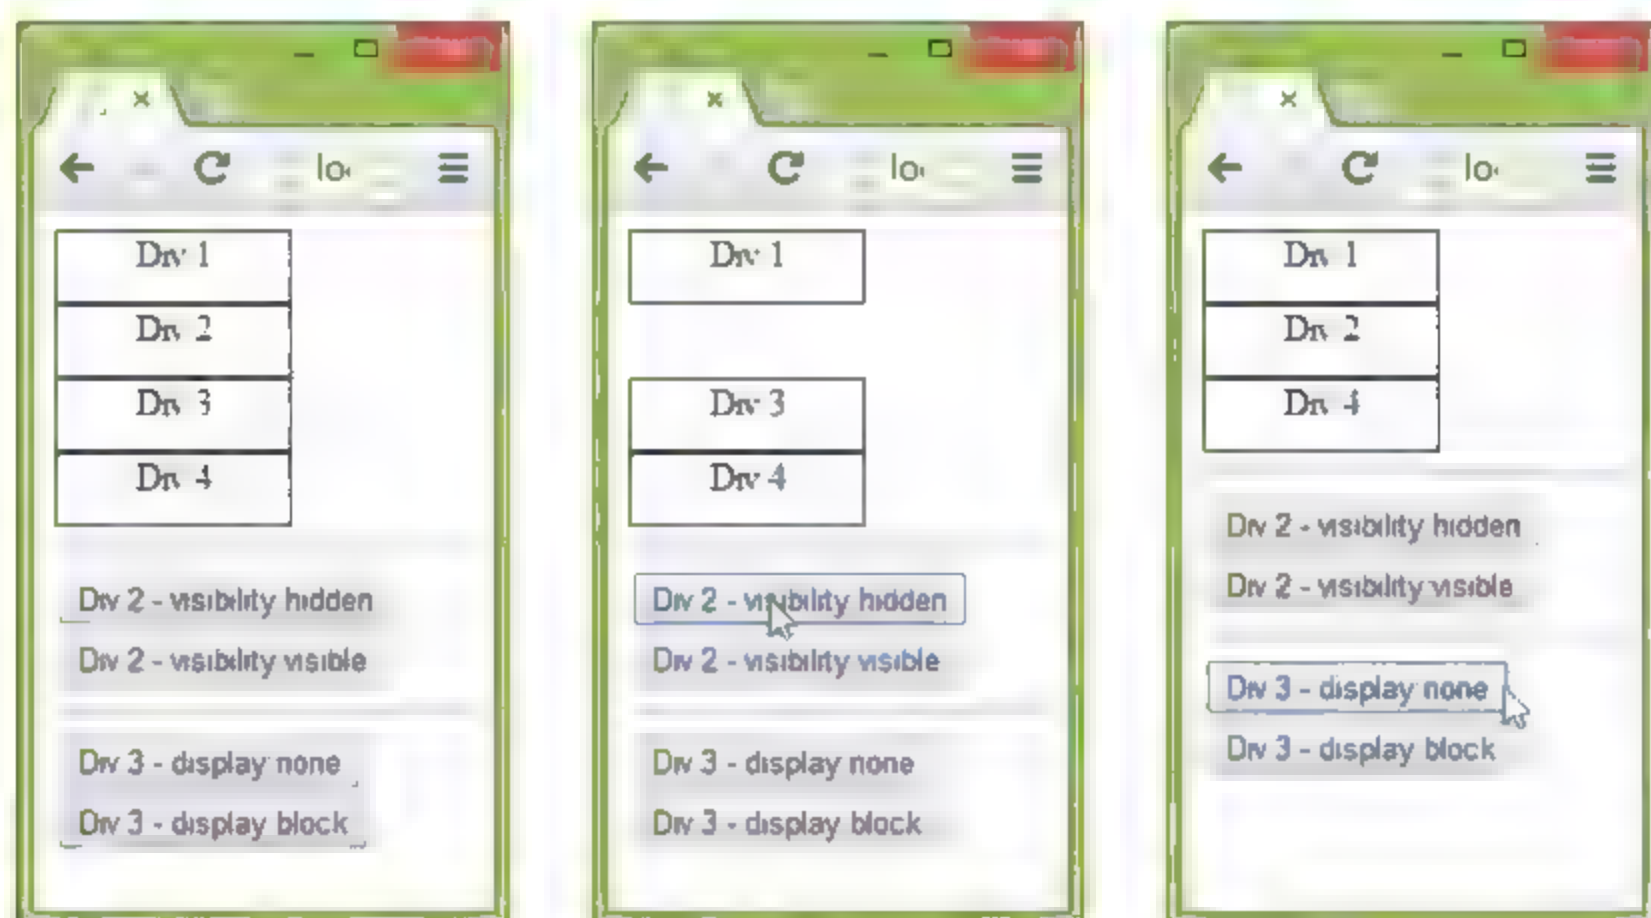 lo
Div 1
Div 2
Div 3
Div 4
Div 2 - visibility hidden
Div 2 - visibility visible
Div 3 - display none
Div 3 - display block
lo
Div 1
Div 3
Div 4
Div 2 - visibility hidden
Div 2 - visibility visible
Div 3 - display none
Div 3 - display block
lo
Div 1
Div 2
Div 4
Div 2 - visibility hidden
Div 2 - visibility visible
Div 3 - display none
Div 3 - display block